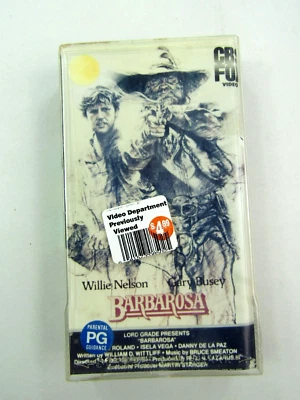 CBS
FOX
VIDEO
Video Department
Previously
Viewed
$4.99
Willie Nelson Gary Busey
BARBAROSA
PARENTAL
PG
GUIDANCE
LORD GRADE PRESENTS
"BARBAROSA"
ROLAND • ISELA VEGA • DANNY DE LA PAZ
Written by WILLIAM D. WITTLIFF • Music by BRUCE SMEATON
Executive Producer MARTIN STARGER